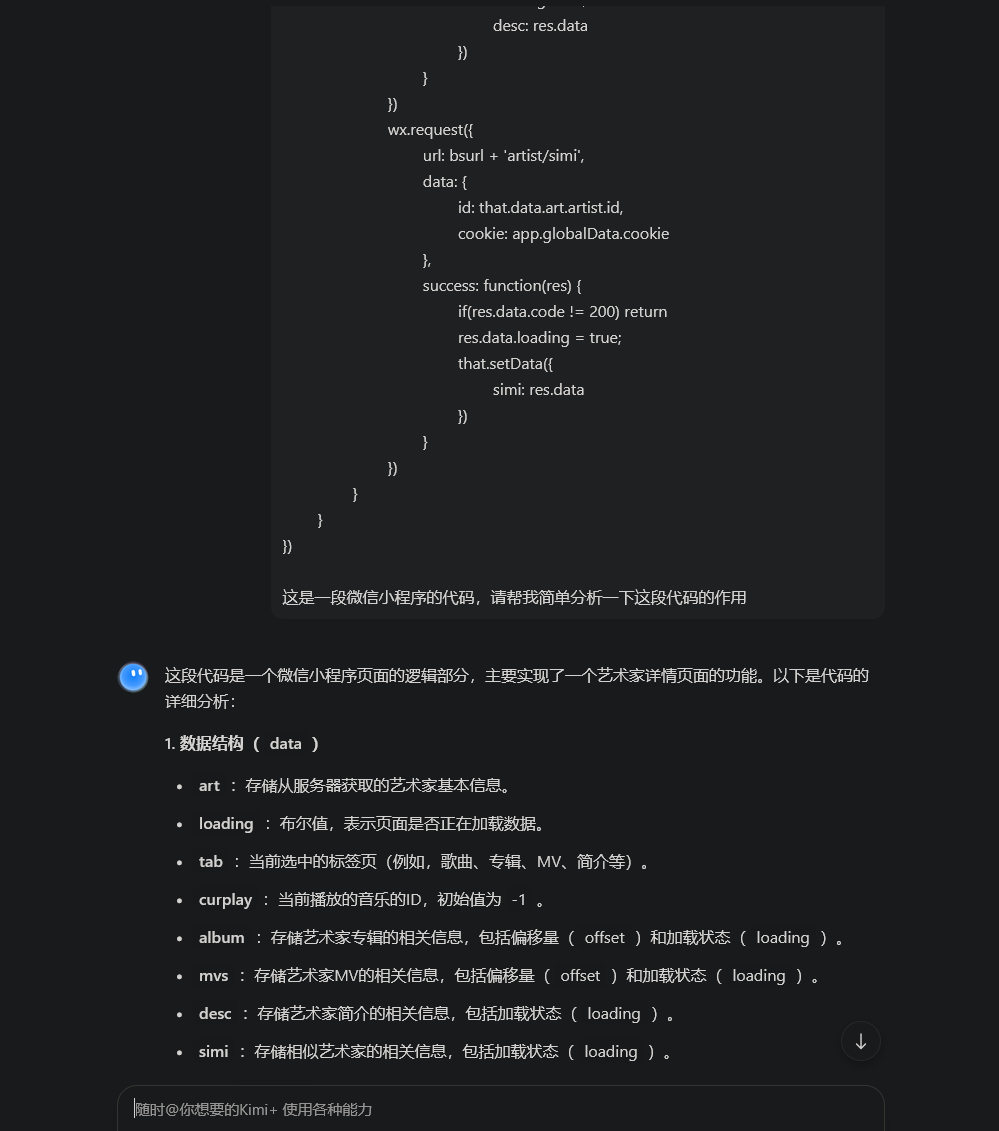 desc: res.data
})
}
})
wx.request({
url: bsurl + 'artist/simi',
data: {
id: that.data.art.artist.id,
cookie: app.globalData.cookie
},
success: function(res) {
if(res.data.code != 200) return
res.data.loading = true;
that.setData({
simi: res.data
})
}
})
}
}
})
这是一段微信小程序的代码，请帮我简单分析一下这段代码的作用
这段代码是一个微信小程序页面的逻辑部分，主要实现了一个艺术家详情页面的功能。以下是代码的
详细分析：
1. 数据结构（ data ）
• art ：存储从服务器获取的艺术家基本信息。
• loading ：布尔值，表示页面是否正在加载数据。
• tab ：当前选中的标签页（例如，歌曲、专辑、MV、简介等）。
• curplay ：当前播放的音乐的ID，初始值为 -1 。
• album ：存储艺术家专辑的相关信息，包括偏移量（ offset ）和加载状态（ loading ）。
• mvs ：存储艺术家MV的相关信息，包括偏移量（ offset ）和加载状态（ loading ）。
• desc ：存储艺术家简介的相关信息，包括加载状态（ loading ）。
• simi ：存储相似艺术家的相关信息，包括加载状态（ loading ）。
随时@你想要的Kimi+ 使用各种能力